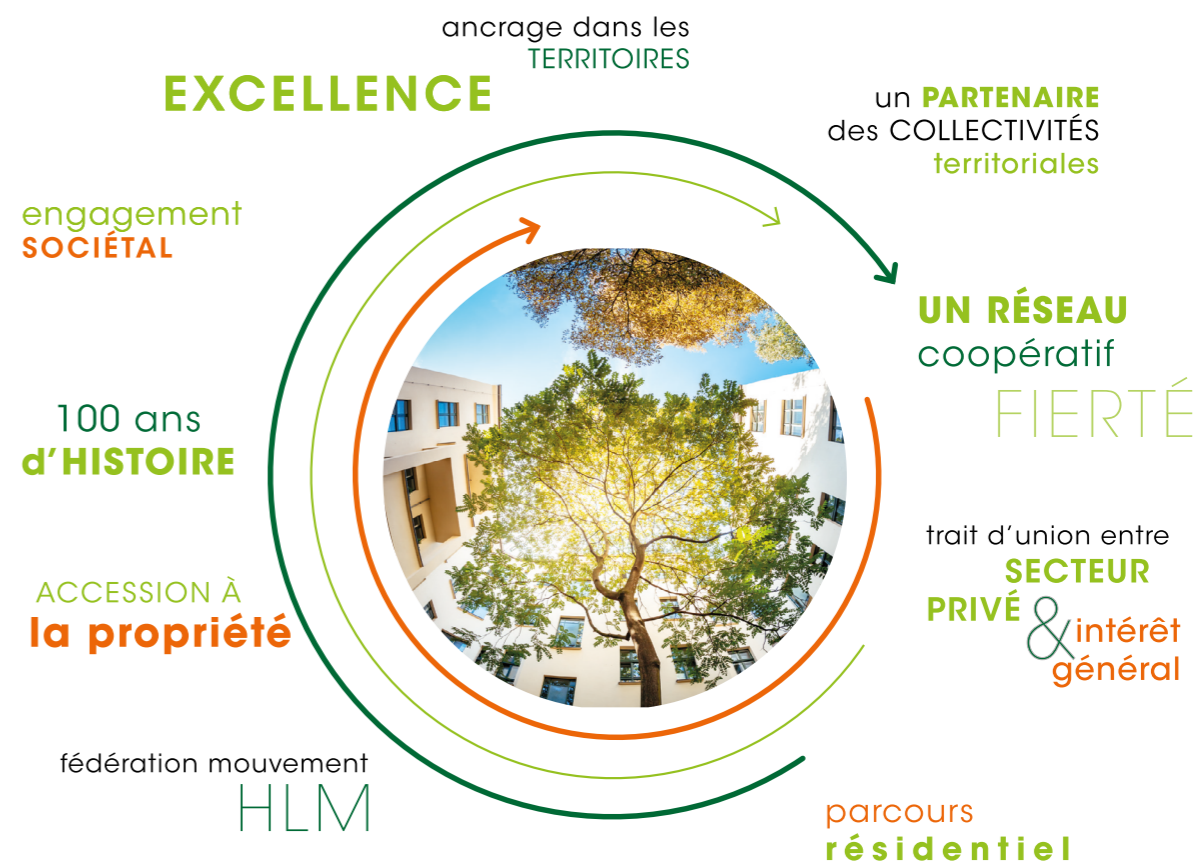 ancrage dans les
TERRITOIRES
EXCELLENCE
un PARTENAIRE
des COLLECTIVITÉS
territoriales
engagement
SOCIÉTAL
UN RÉSEAU
coopératif
FIERTÉ
100 ans
d'HISTOIRE
trait d'union entre
SECTEUR
PRIVÉ & intérêt
général
ACCESSION À
la propriété
fédération mouvement
HLM
parcours
résidentiel